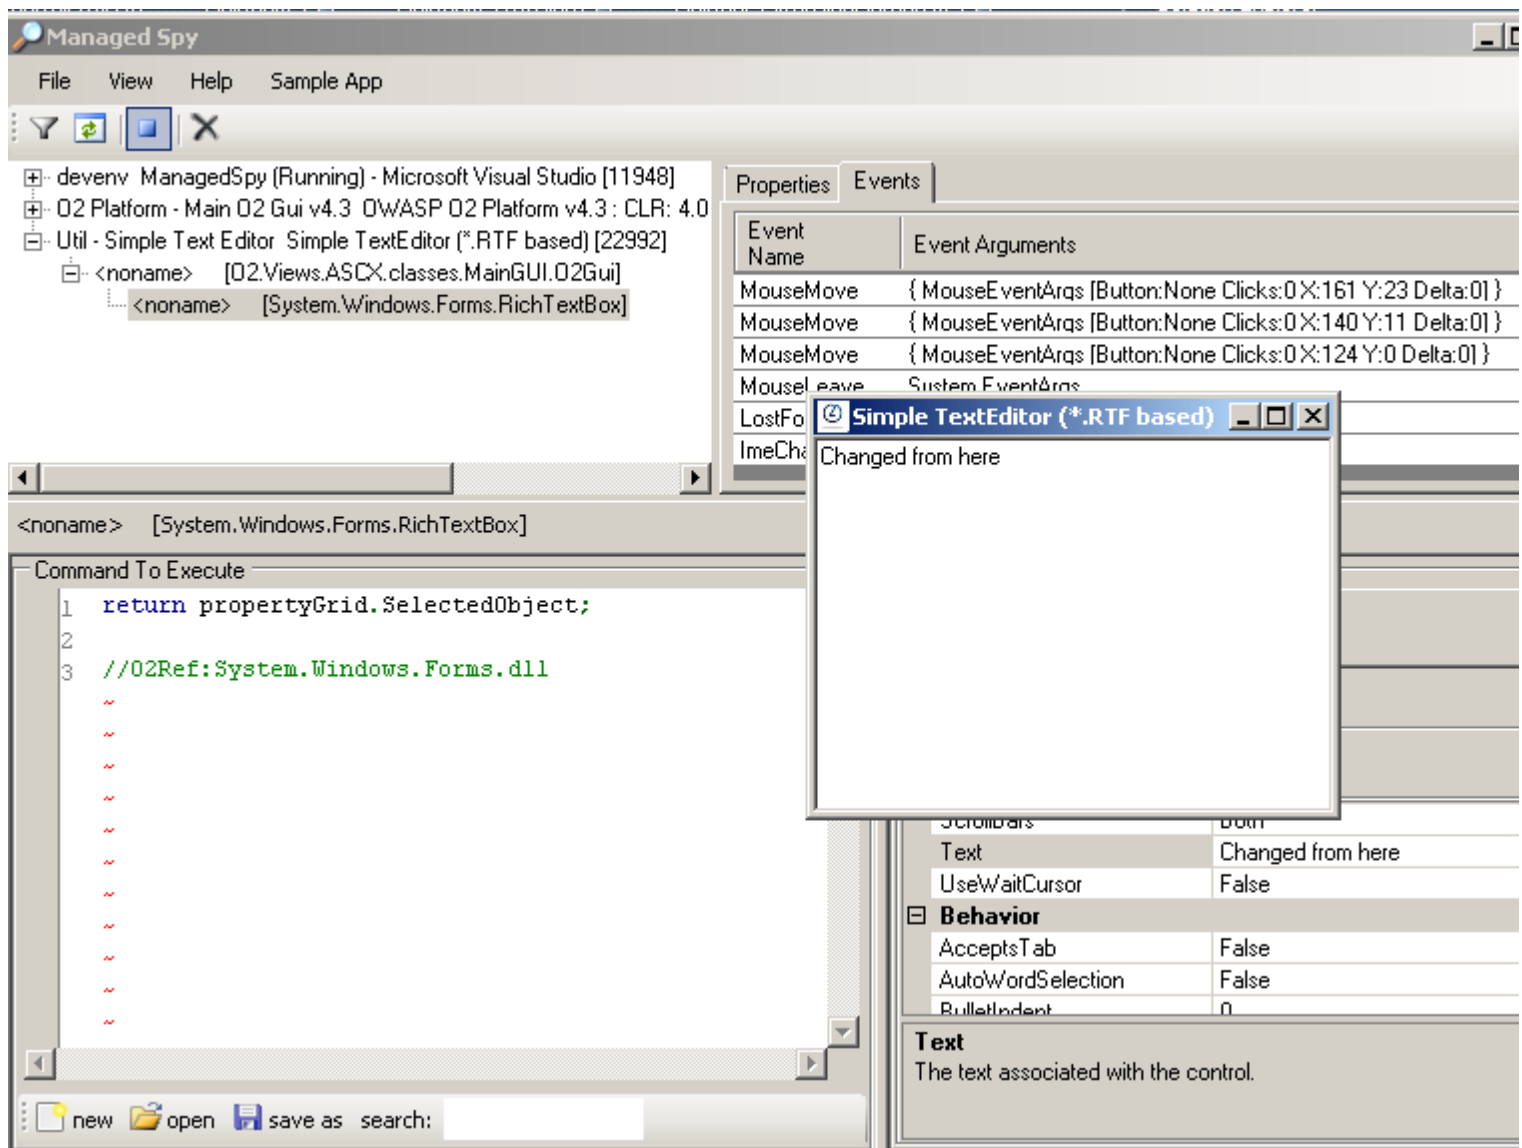 Managed Spy
File View Help Sample App
devenv ManagedSpy (Running) - Microsoft Visual Studio [11948]
O2 Platform - Main O2 Gui v4.3 OWASP O2 Platform v4.3 : CLR: 4.0
Util - Simple Text Editor Simple TextEditor (*.RTF based) [22992]
<noname> [O2.Views.ASCX.classes.MainGUI.O2Gui]
<noname> [System.Windows.Forms.RichTextBox]
Properties Events
Event Name Event Arguments
MouseMove { MouseEventArgs [Button:None Clicks:0 X:161 Y:23 Delta:0] }
MouseMove { MouseEventArgs [Button:None Clicks:0 X:140 Y:11 Delta:0] }
MouseMove { MouseEventArgs [Button:None Clicks:0 X:124 Y:0 Delta:0] }
MouseLeave System.EventArgs
LostFo
ImeCha
Simple TextEditor (*.RTF based)
Changed from here
<noname> [System.Windows.Forms.RichTextBox]
Command To Execute
1 return propertyGrid.SelectedObject;
2
3 //O2Ref:System.Windows.Forms.dll
~
~
~
~
~
~
~
~
~
~
~
ScrollBars Both
Text Changed from here
UseWaitCursor False
Behavior
AcceptsTab False
AutoWordSelection False
BulletIndent 0
Text
The text associated with the control.
new open save as search: